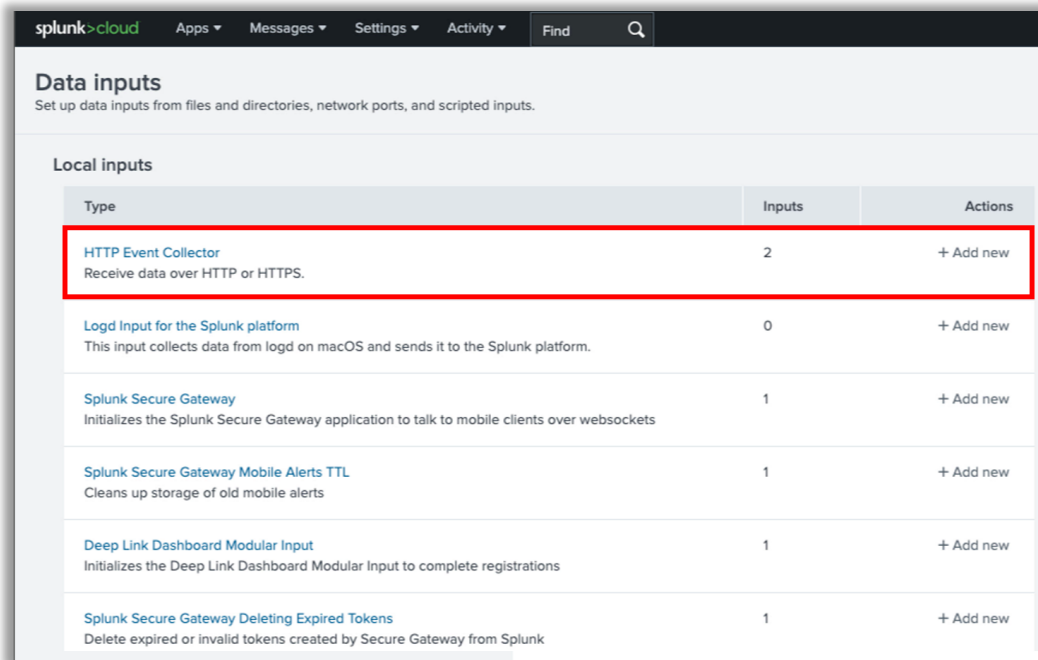 splunk>cloud Apps Messages Settings Activity Find
Data inputs
Set up data inputs from files and directories, network ports, and scripted inputs.
Local inputs
Type Inputs Actions
HTTP Event Collector 2 + Add new
Receive data over HTTP or HTTPS.
Logd Input for the Splunk platform 0 + Add new
This input collects data from logd on macOS and sends it to the Splunk platform.
Splunk Secure Gateway 1 + Add new
Initializes the Splunk Secure Gateway application to talk to mobile clients over websockets
Splunk Secure Gateway Mobile Alerts TTL 1 + Add new
Cleans up storage of old mobile alerts
Deep Link Dashboard Modular Input 1 + Add new
Initializes the Deep Link Dashboard Modular Input to complete registrations
Splunk Secure Gateway Deleting Expired Tokens 1 + Add new
Delete expired or invalid tokens created by Secure Gateway from Splunk